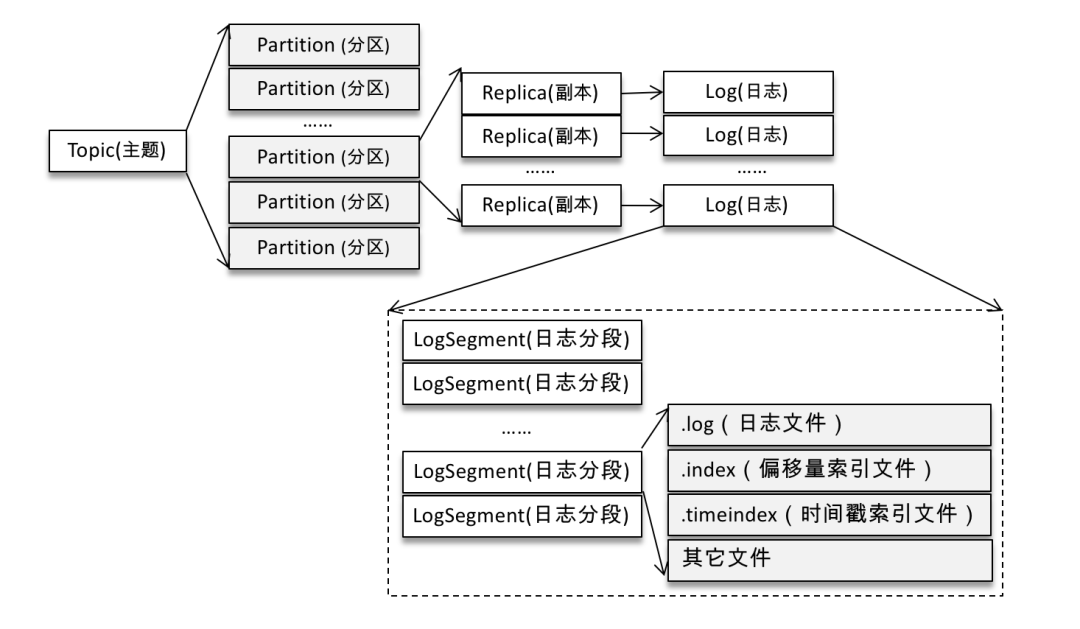 Topic(主题)
Partition (分区)
Partition (分区)
……
Partition (分区)
Partition (分区)
Partition (分区)
Replica(副本)
Replica(副本)
……
Replica(副本)
Log(日志)
Log(日志)
……
Log(日志)
LogSegment(日志分段)
LogSegment(日志分段)
……
LogSegment(日志分段)
LogSegment(日志分段)
.log（日志文件）
.index（偏移量索引文件）
.timeindex（时间戳索引文件）
其它文件